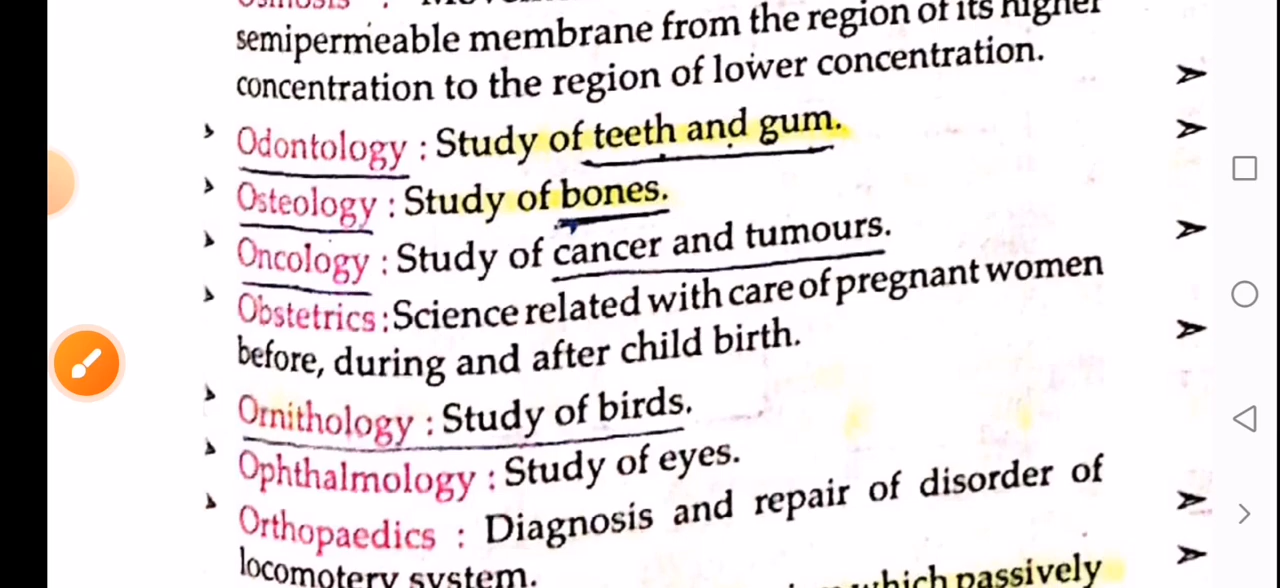 semipermeable membrane from the region of its higher
concentration to the region of lower concentration.
Odontology : Study of teeth and gum.
Osteology : Study of bones.
Oncology : Study of cancer and tumours.
Obstetrics : Science related with care of pregnant women
before, during and after child birth.
Ornithology : Study of birds.
Ophthalmology : Study of eyes.
Orthopaedics : Diagnosis and repair of disorder of
locomotery system.
which passively